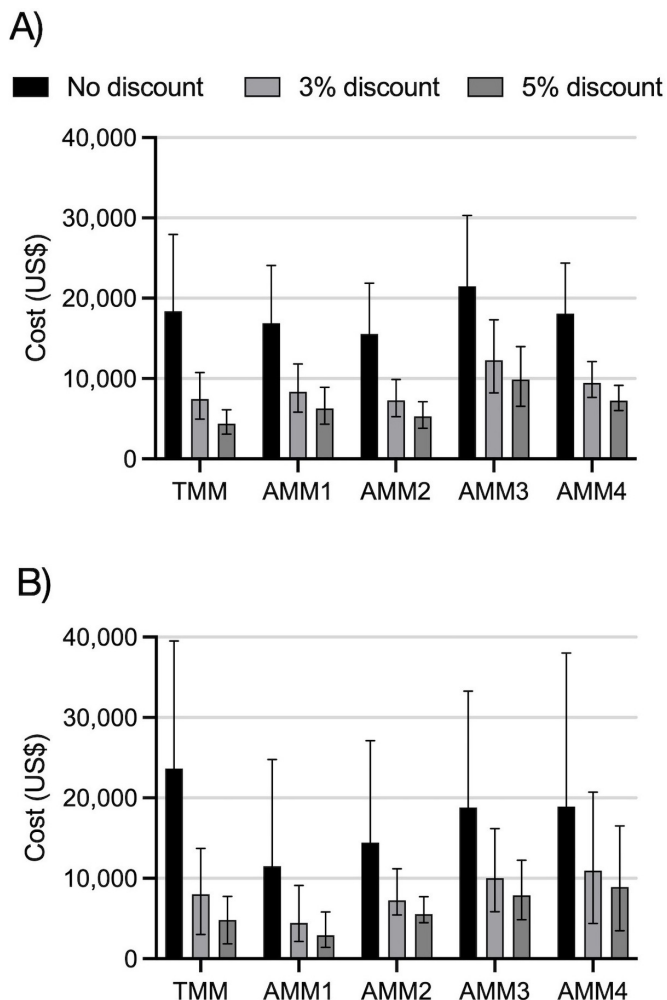 A)
No discount 3% discount 5% discount
40,000
30,000
20,000
10,000
0
Cost (US$)
TMM AMM1 AMM2 AMM3 AMM4
B)
40,000
30,000
20,000
10,000
0
Cost (US$)
TMM AMM1 AMM2 AMM3 AMM4